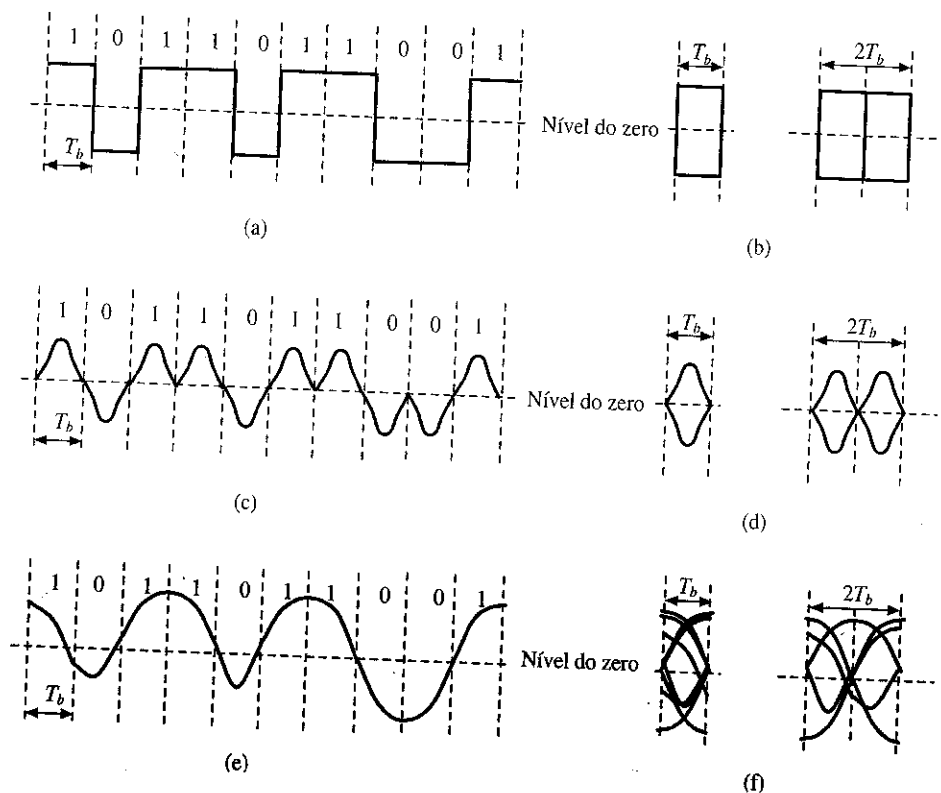 1 0 1 1 0 1 1 0 0 1
T_b
Nível do zero
(a)
T_b
2T_b
(b)
1 0 1 1 0 1 1 0 0 1
T_b
Nível do zero
(c)
T_b
2T_b
(d)
1 0 1 1 0 1 1 0 0 1
T_b
Nível do zero
(e)
T_b
2T_b
(f)